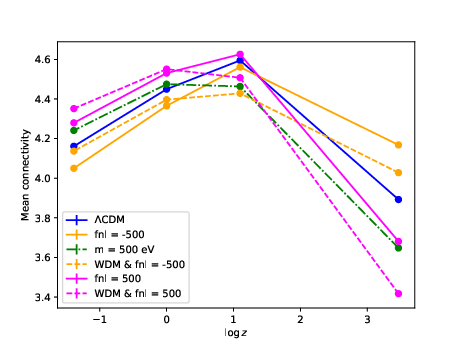 4.6
4.4
4.2
4.0
3.8
3.6
3.4
Mean connectivity
ΛCDM
fnl = -500
m = 500 eV
WDM & fnl = -500
fnl = 500
WDM & fnl = 500
−1 0 1 2 3
log z